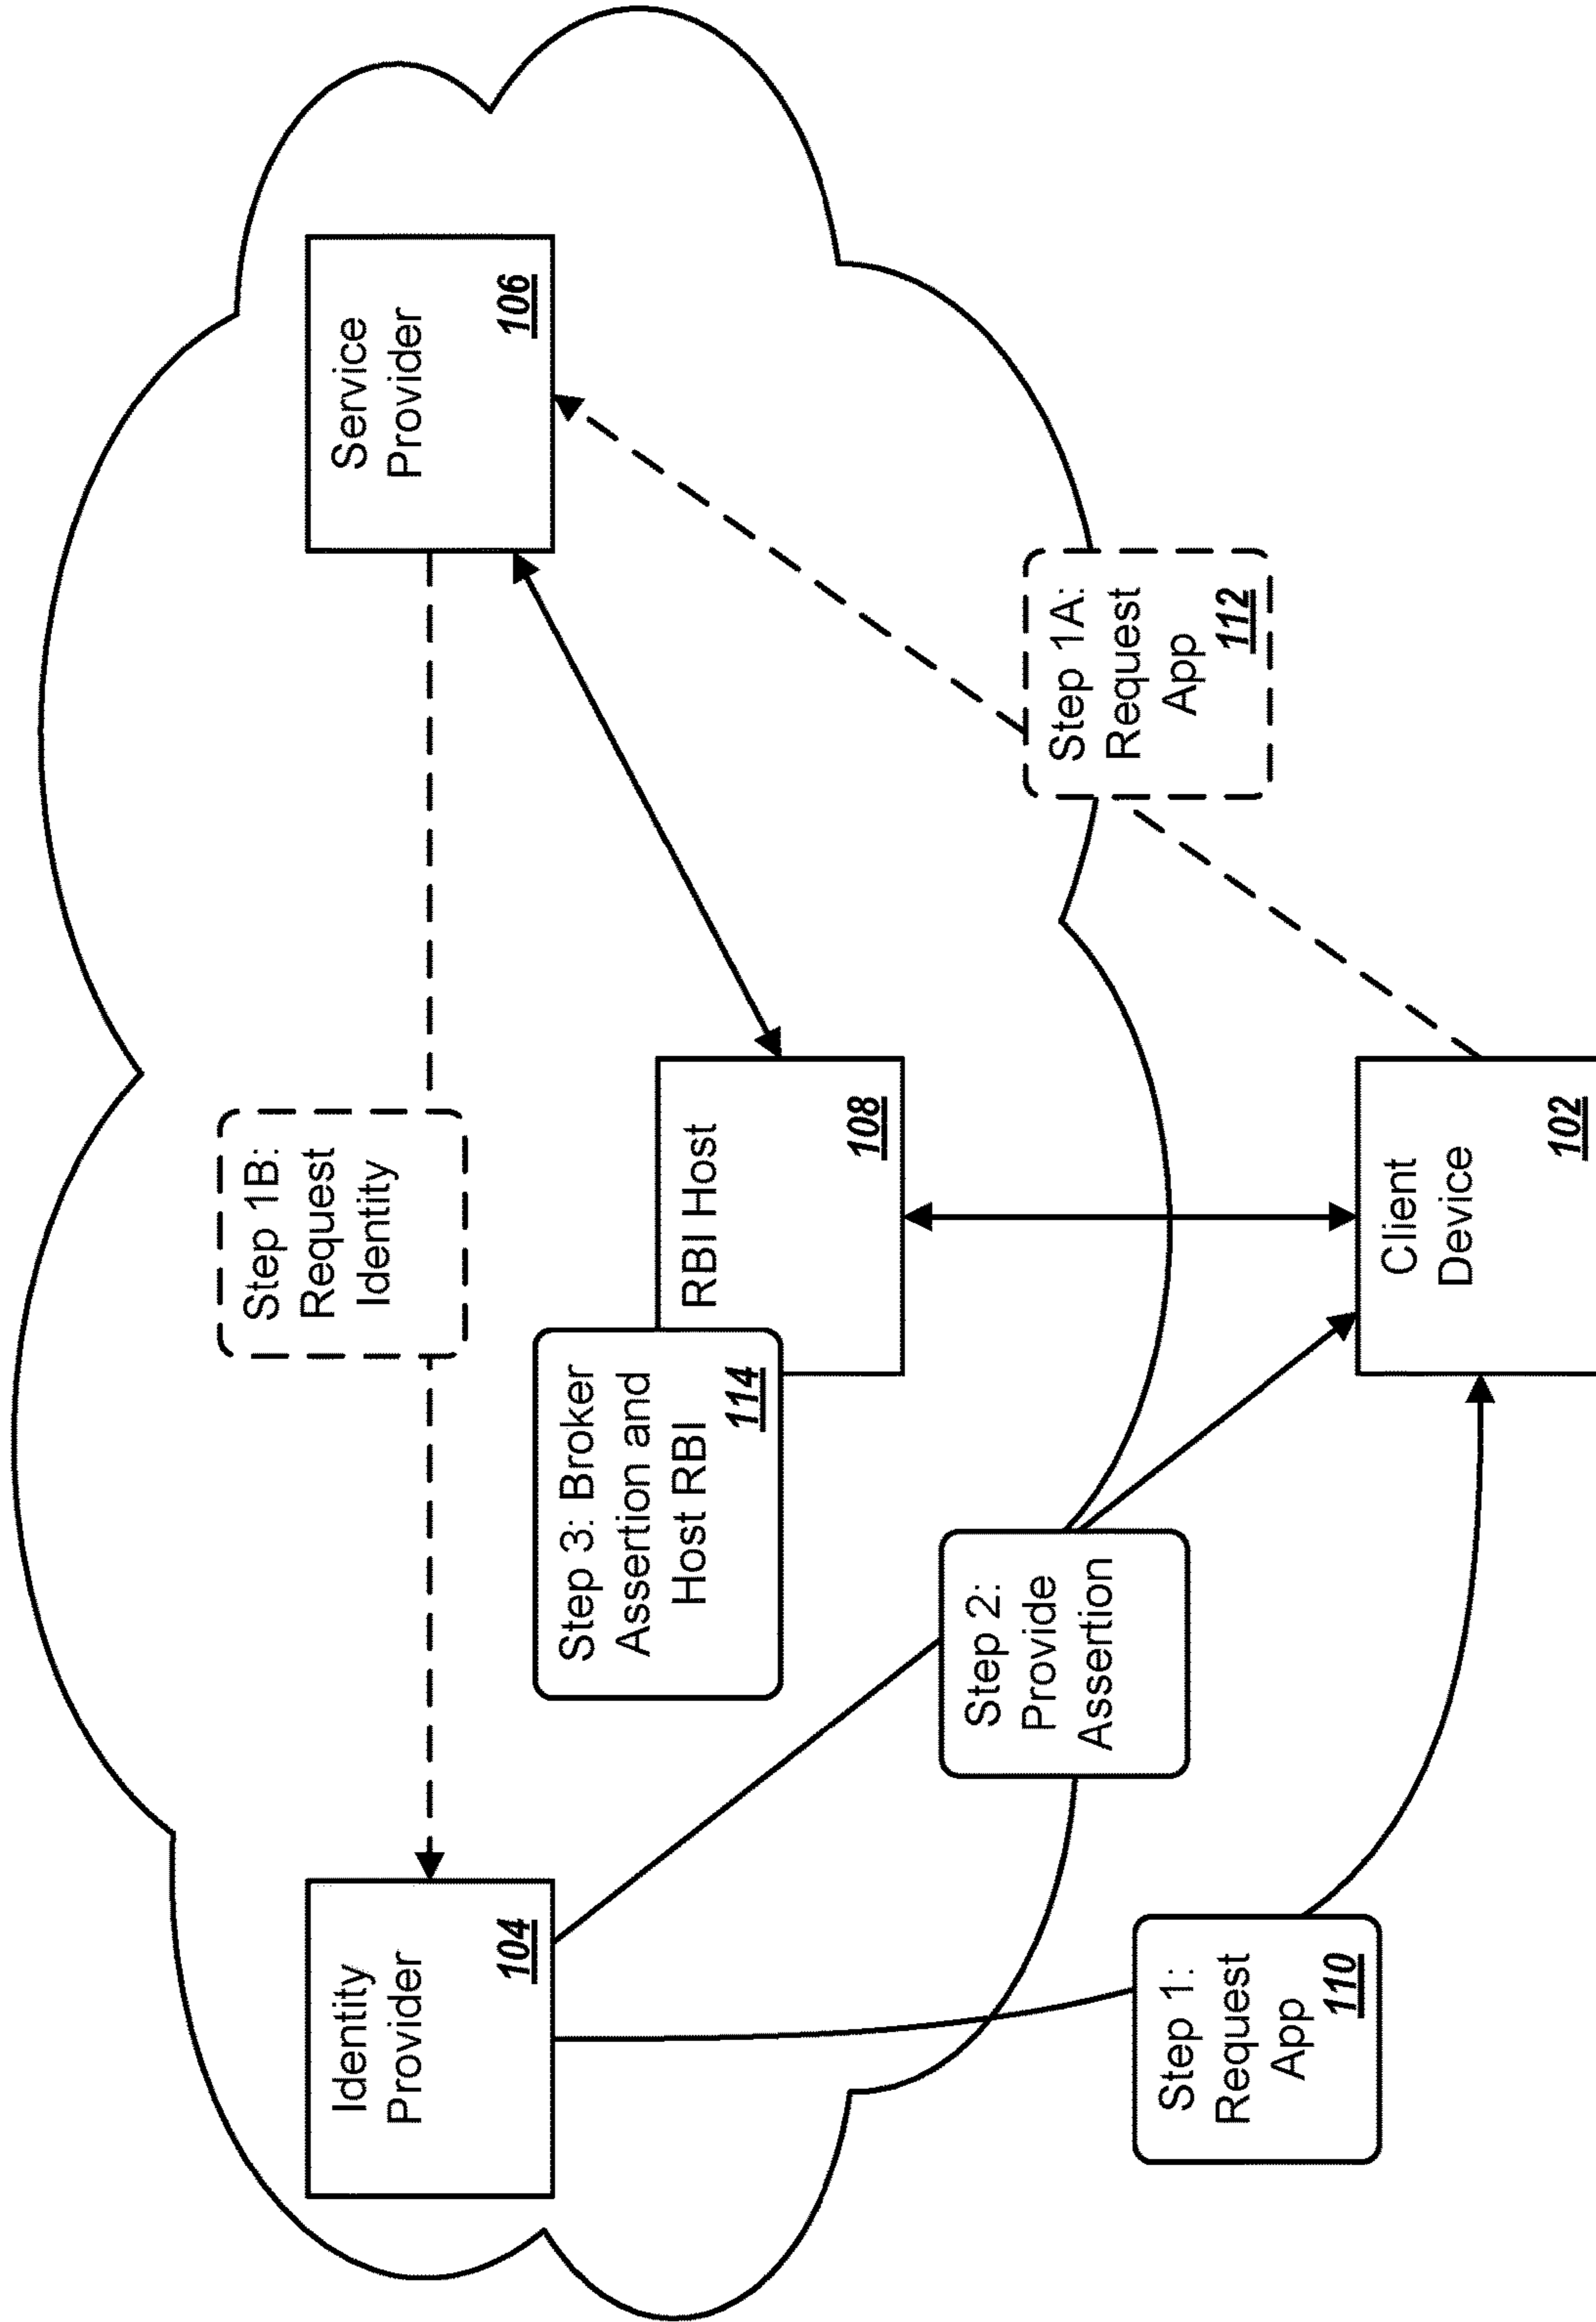 Identity
Provider
104
Step 1B:
Request
Identity
Service
Provider
106
Step 3: Broker
Assertion and
Host RBI
114
RBI Host
108
Step 2:
Provide
Assertion
Step 1A:
Request
App
112
Step 1:
Request
App
110
Client
Device
102